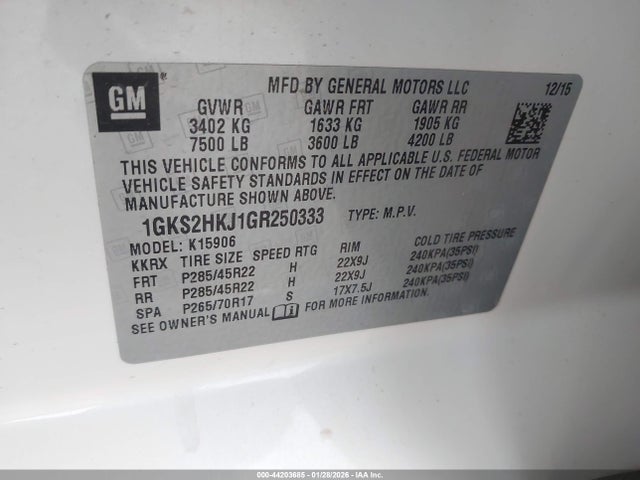 GM
MFD BY GENERAL MOTORS LLC 12/15
GVWR GAWR FRT GAWR RR
3402 KG 1633 KG 1905 KG
7500 LB 3600 LB 4200 LB
THIS VEHICLE CONFORMS TO ALL APPLICABLE U.S. FEDERAL MOTOR
VEHICLE SAFETY STANDARDS IN EFFECT ON THE DATE OF
MANUFACTURE SHOWN ABOVE.
1GKS2HKJ1GR250333 TYPE: M.P.V.
MODEL: K15906
KKRX TIRE SIZE SPEED RTG RIM COLD TIRE PRESSURE
FRT P285/45R22 H 22X9J 240KPA(35PSI)
RR P285/45R22 H 22X9J 240KPA(35PSI)
SPA P265/70R17 S 17X7.5J 240KPA(35PSI)
SEE OWNER'S MANUAL FOR MORE INFORMATION.
000-44203685 | 01/28/2026 - IAAI.COM